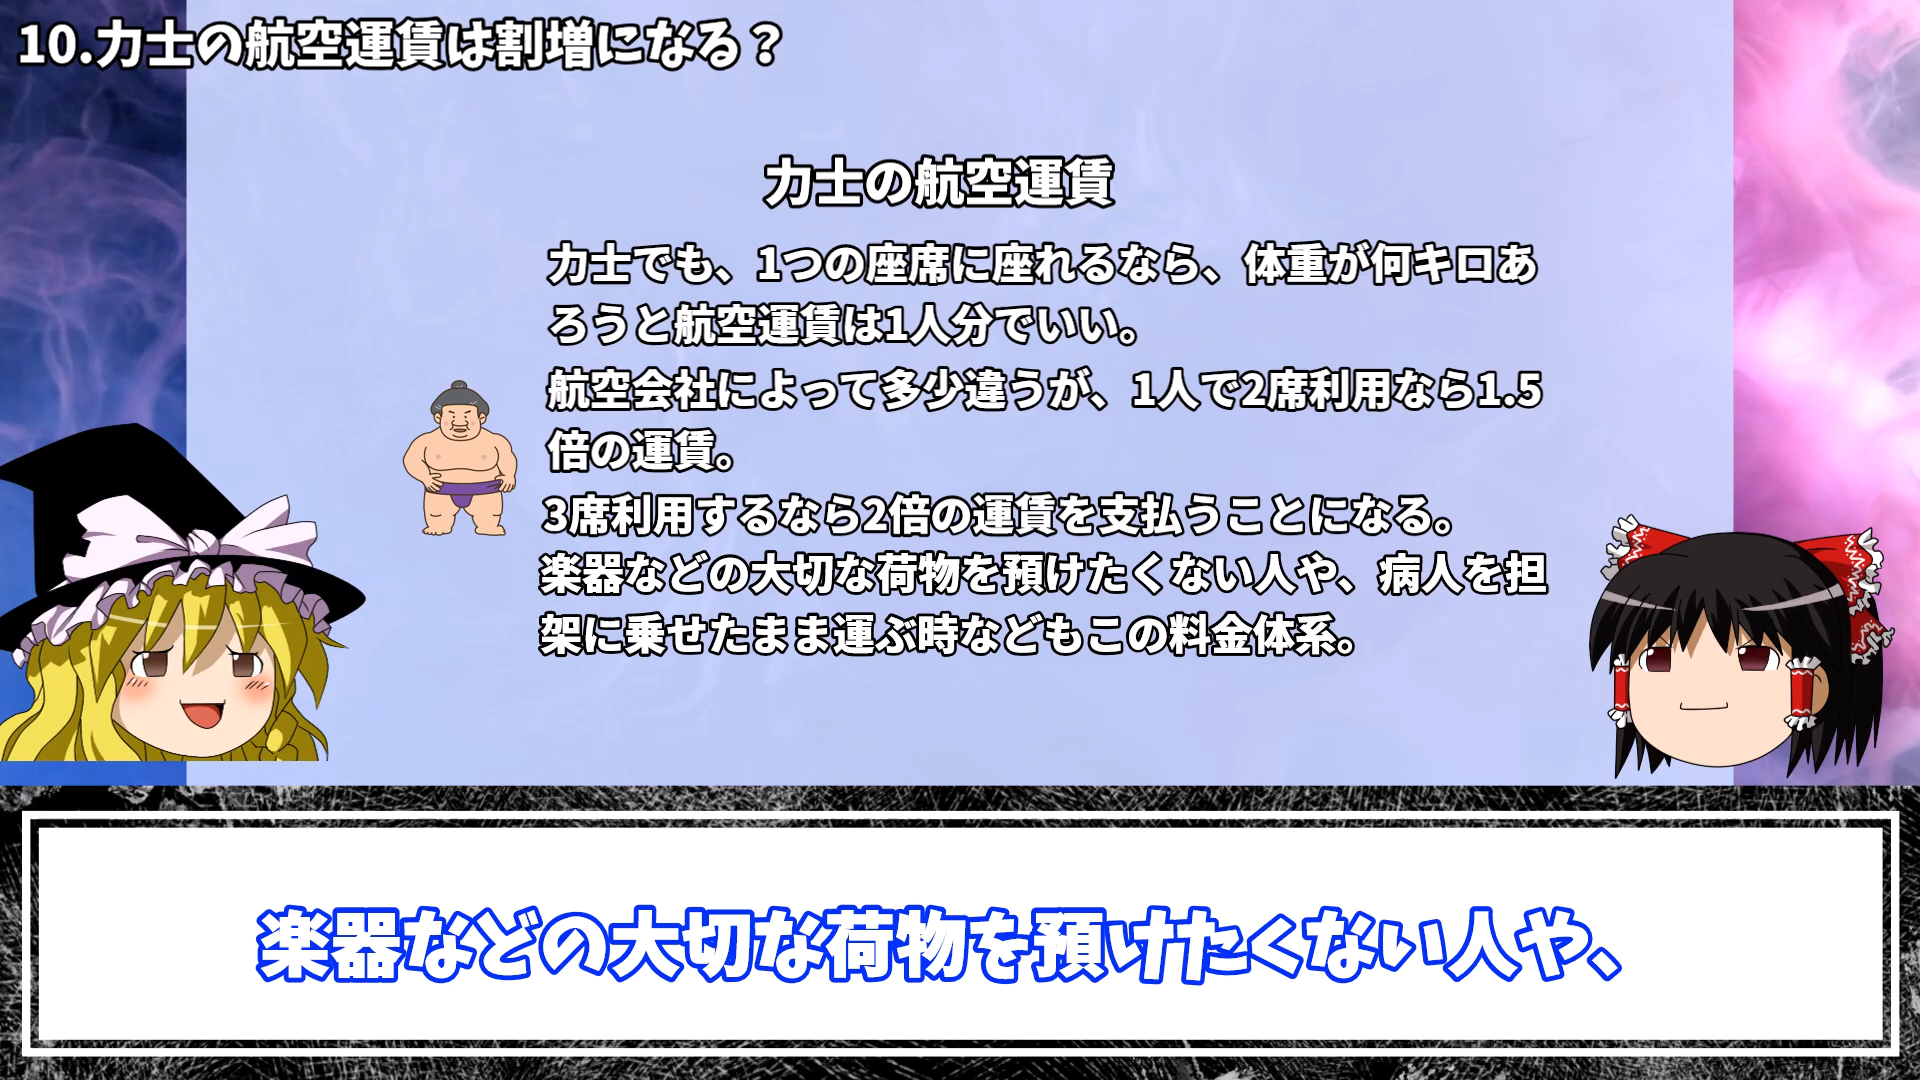 10.力士の航空運賃は割増になる？
力士の航空運賃
力士でも、1つの座席に座れるなら、体重が何キロあ
ろうと航空運賃は1人分でいい。
航空会社によって多少違うが、1人で2席利用なら1.5
倍の運賃。
3席利用するなら2倍の運賃を支払うことになる。
楽器などの大切な荷物を預けたくない人や、病人を担
架に乗せたまま運ぶ時などもこの料金体系。
楽器などの大切な荷物を預けたくない人や、